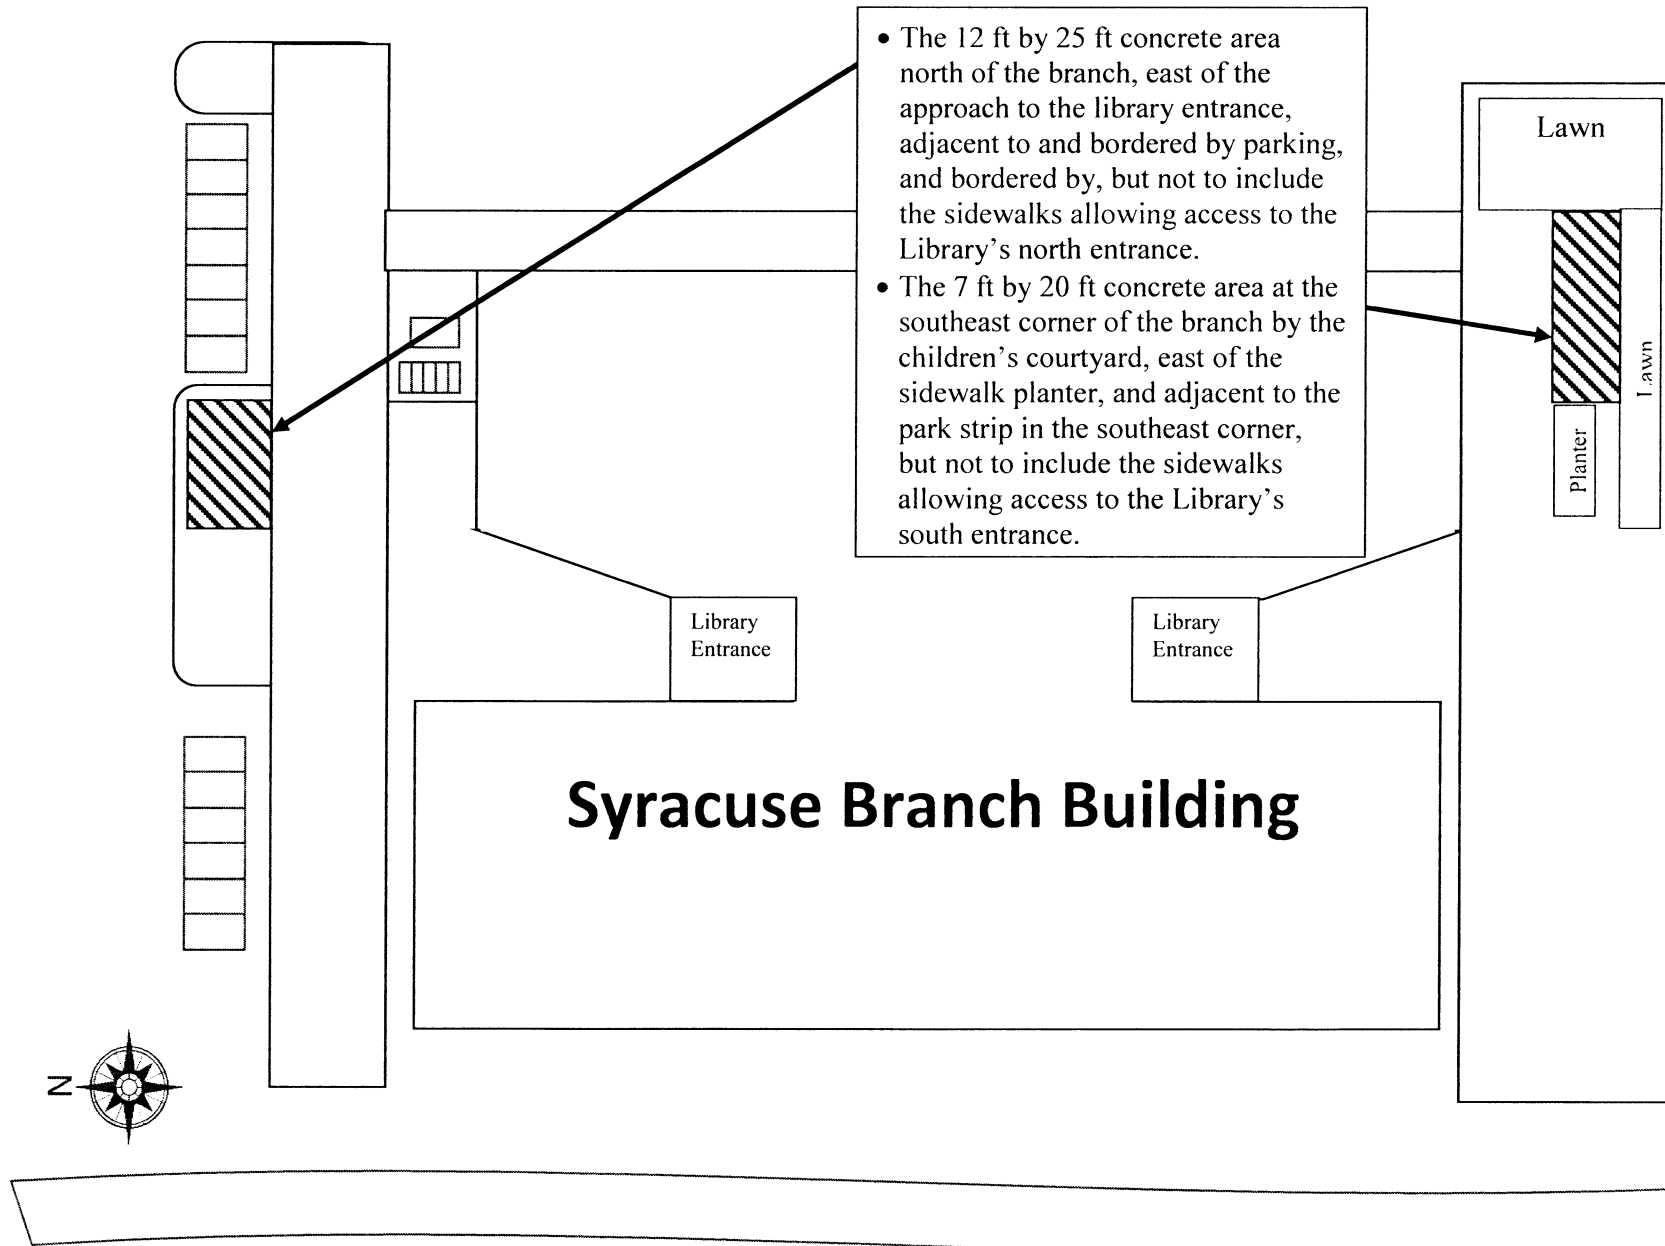 • The 12 ft by 25 ft concrete area
north of the branch, east of the
approach to the library entrance,
adjacent to and bordered by parking,
and bordered by, but not to include
the sidewalks allowing access to the
Library’s north entrance.
• The 7 ft by 20 ft concrete area at the
southeast corner of the branch by the
children’s courtyard, east of the
sidewalk planter, and adjacent to the
park strip in the southeast corner,
but not to include the sidewalks
allowing access to the Library’s
south entrance.
Lawn
Lawn
Planter
Library
Entrance
Library
Entrance
Syracuse Branch Building
N